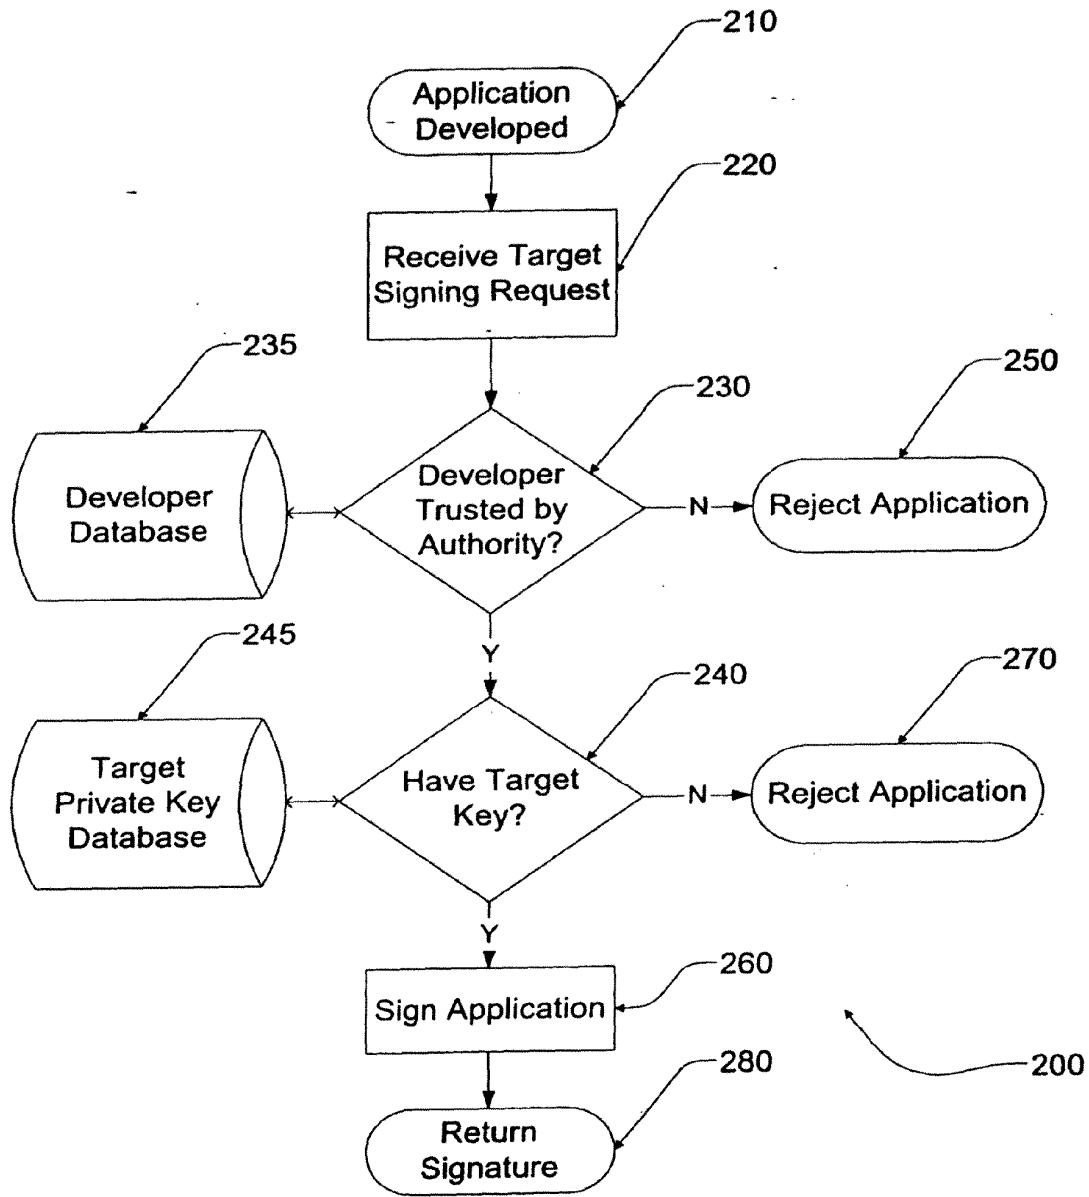 210
Application
Developed
220
Receive Target
Signing Request
235
230
250
Developer
Database
Developer
Trusted by
Authority?
N
Reject Application
Y
245
240
270
Target
Private Key
Database
Have Target
Key?
N
Reject Application
Y
260
Sign Application
280
200
Return
Signature